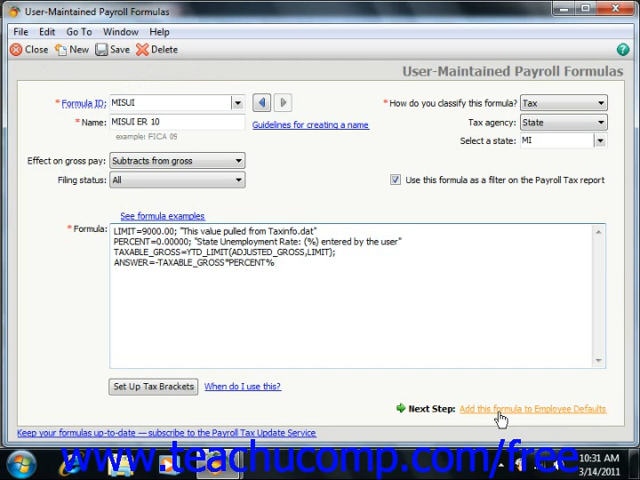 User-Maintained Payroll Formulas
File Edit Go To Window Help
Close New Save Delete
User-Maintained Payroll Formulas
* Formula ID: MISUI
* How do you classify this formula? Tax
* Name: MISUI ER 10
Guidelines for creating a name
Tax agency: State
example: FICA 09
Select a state: MI
Effect on gross pay: Subtracts from gross
Filing status: All
Use this formula as a filter on the Payroll Tax report
See formula examples
* Formula:
LIMIT=9000.00; "This value pulled from Taxinfo.dat"
PERCENT=0.00000; "State Unemployment Rate: (%) entered by the user"
TAXABLE_GROSS=YTD_LIMIT(ADJUSTED_GROSS,LIMIT);
ANSWER=-TAXABLE_GROSS*PERCENT%
Set Up Tax Brackets When do I use this?
Next Step: Add this formula to Employee Defaults
Keep your formulas up-to-date — subscribe to the Payroll Tax Update Service
www.teachucomp.com/free
10:31 AM
3/14/2011